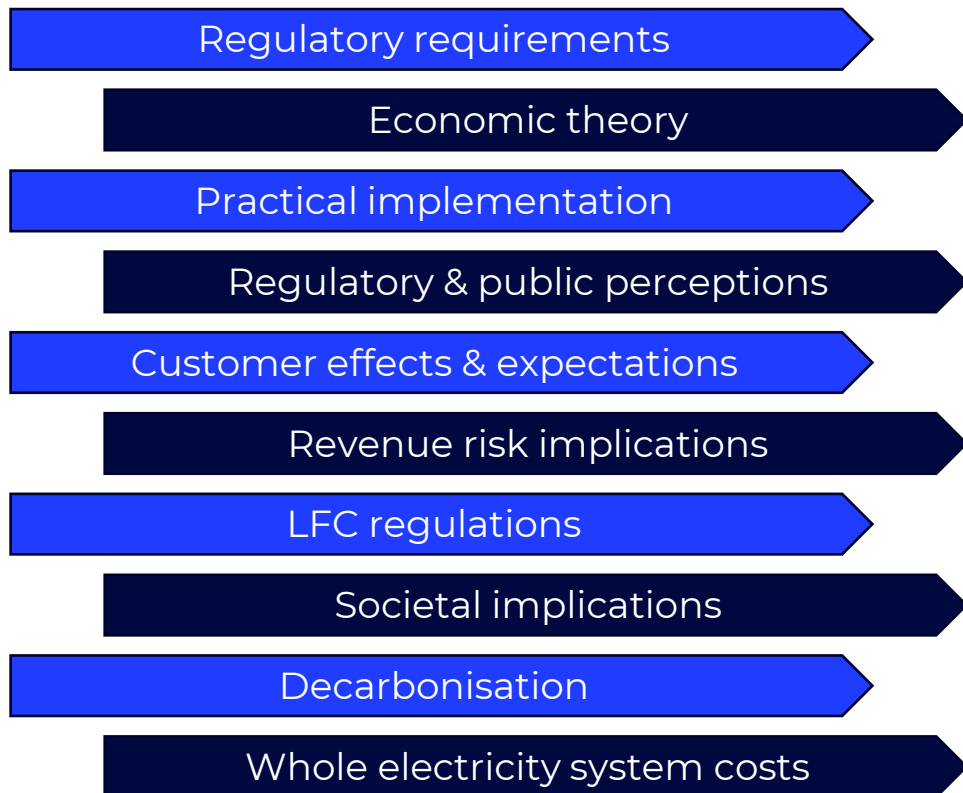 Regulatory requirements
Economic theory
Practical implementation
Regulatory & public perceptions
Customer effects & expectations
Revenue risk implications
LFC regulations
Societal implications
Decarbonisation
Whole electricity system costs